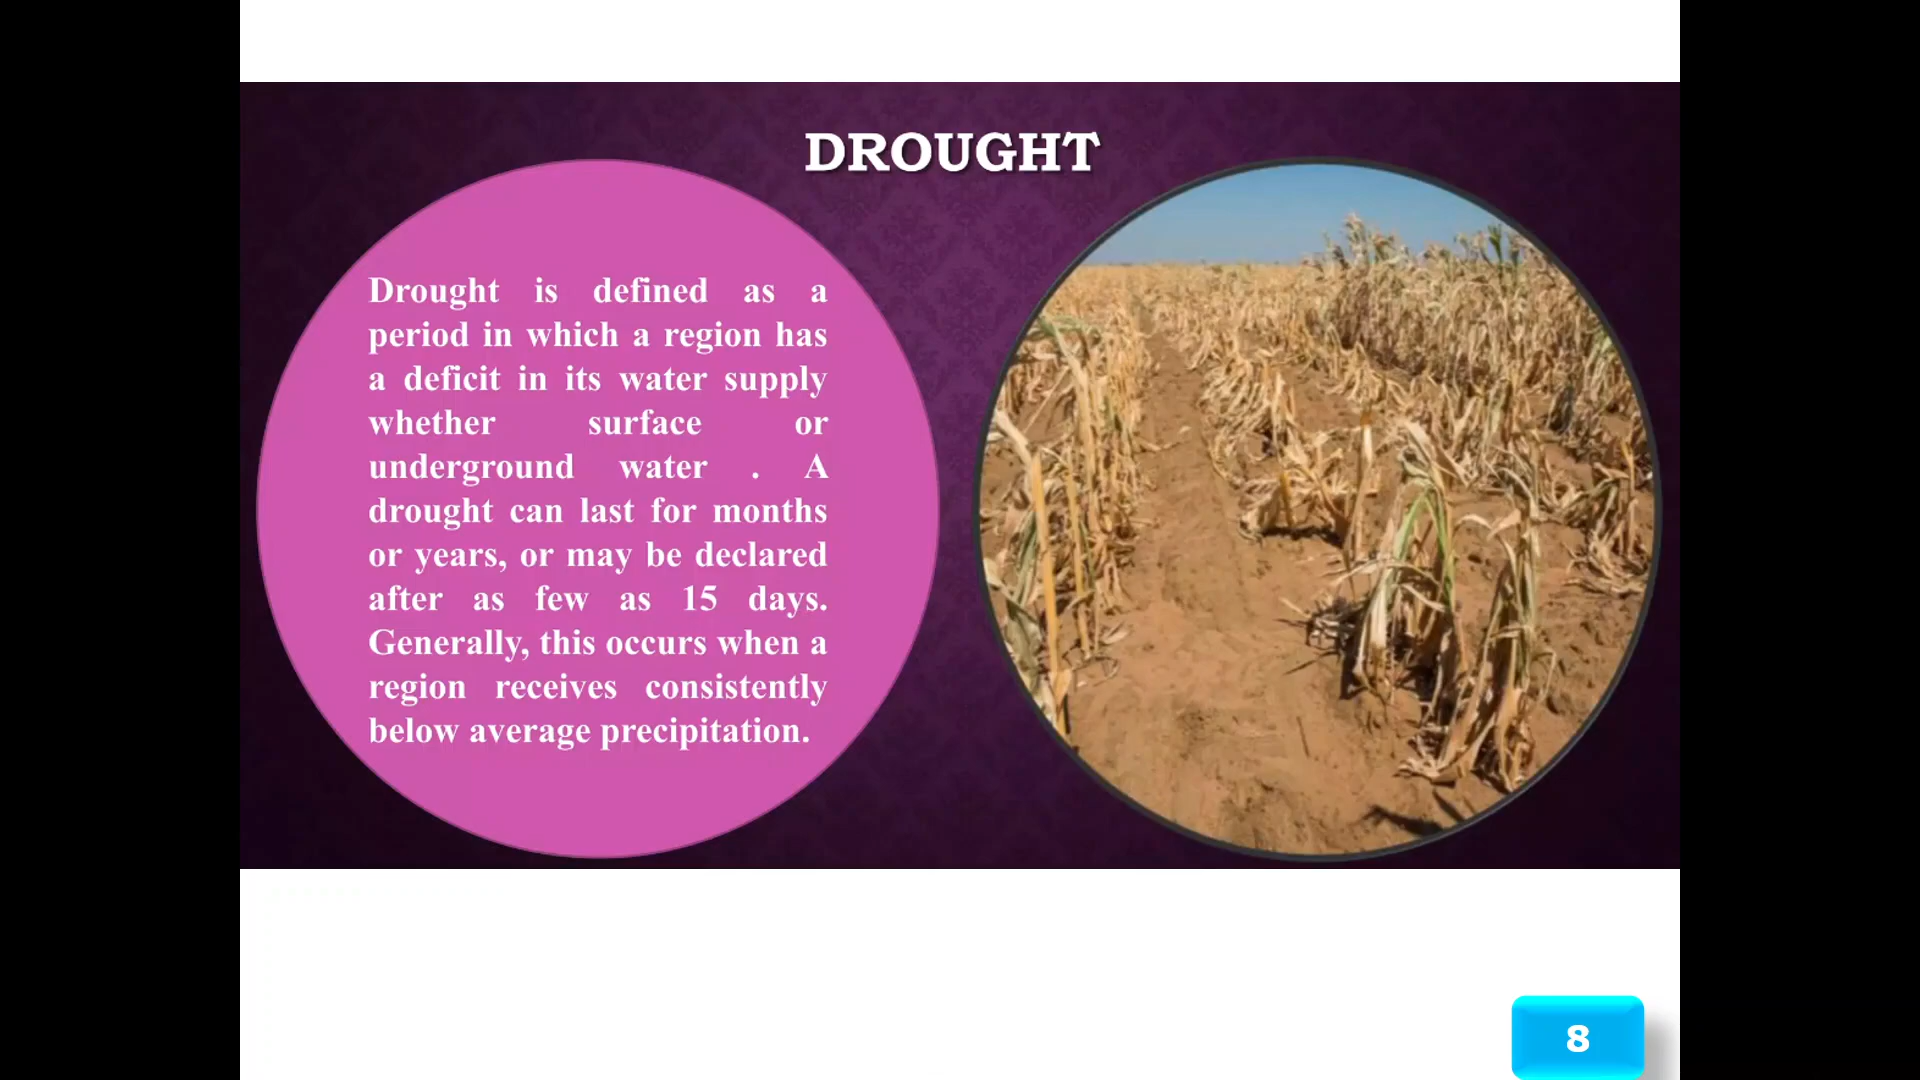 DROUGHT
Drought is defined as a
period in which a region has
a deficit in its water supply
whether surface or
underground water . A
drought can last for months
or years, or may be declared
after as few as 15 days.
Generally, this occurs when a
region receives consistently
below average precipitation.
8